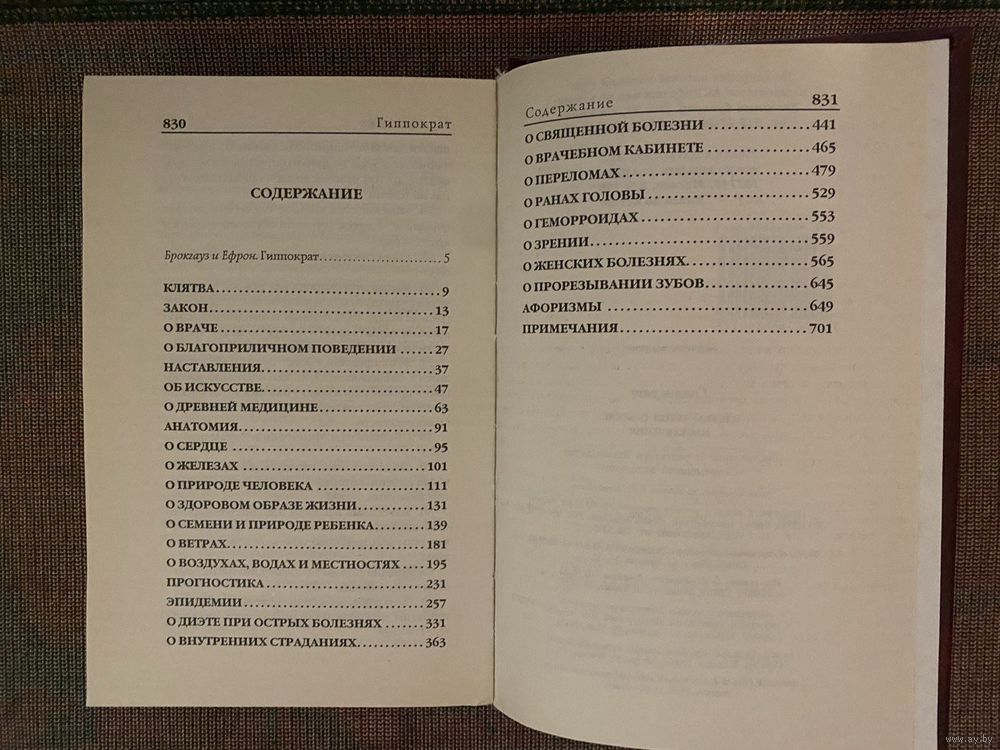 830 Гиппократ
СОДЕРЖАНИЕ
Брокгауз и Ефрон. Гиппократ..........................5
КЛЯТВА..........................9
ЗАКОН..........................13
О ВРАЧЕ..........................17
О БЛАГОПРИЛИЧНОМ ПОВЕДЕНИИ ......27
НАСТАВЛЕНИЯ..........................37
ОБ ИСКУССТВЕ..........................47
О ДРЕВНЕЙ МЕДИЦИНЕ..................63
АНАТОМИЯ..........................91
О СЕРДЦЕ ..........................95
О ЖЕЛЕЗАХ ..........................101
О ПРИРОДЕ ЧЕЛОВЕКА ................111
О ЗДОРОВОМ ОБРАЗЕ ЖИЗНИ..........131
О СЕМЕНИ И ПРИРОДЕ РЕБЕНКА........139
О ВЕТРАХ..........................181
О ВОЗДУХАХ, ВОДАХ И МЕСТНОСТЯХ ....195
ПРОГНОСТИКА..........................231
ЭПИДЕМИИ..........................257
О ДИЭТЕ ПРИ ОСТРЫХ БОЛЕЗНЯХ ......331
О ВНУТРЕННИХ СТРАДАНИЯХ............363
Содержание 831
О СВЯЩЕННОЙ БОЛЕЗНИ ..............441
О ВРАЧЕБНОМ КАБИНЕТЕ ..............465
О ПЕРЕЛОМАХ..........................479
О РАНАХ ГОЛОВЫ......................529
О ГЕМОРРОИДАХ ......................553
О ЗРЕНИИ..........................559
О ЖЕНСКИХ БОЛЕЗНЯХ................565
О ПРОРЕЗЫВАНИИ ЗУБОВ..............645
АФОРИЗМЫ ..........................649
ПРИМЕЧАНИЯ..........................701
www.ay.by